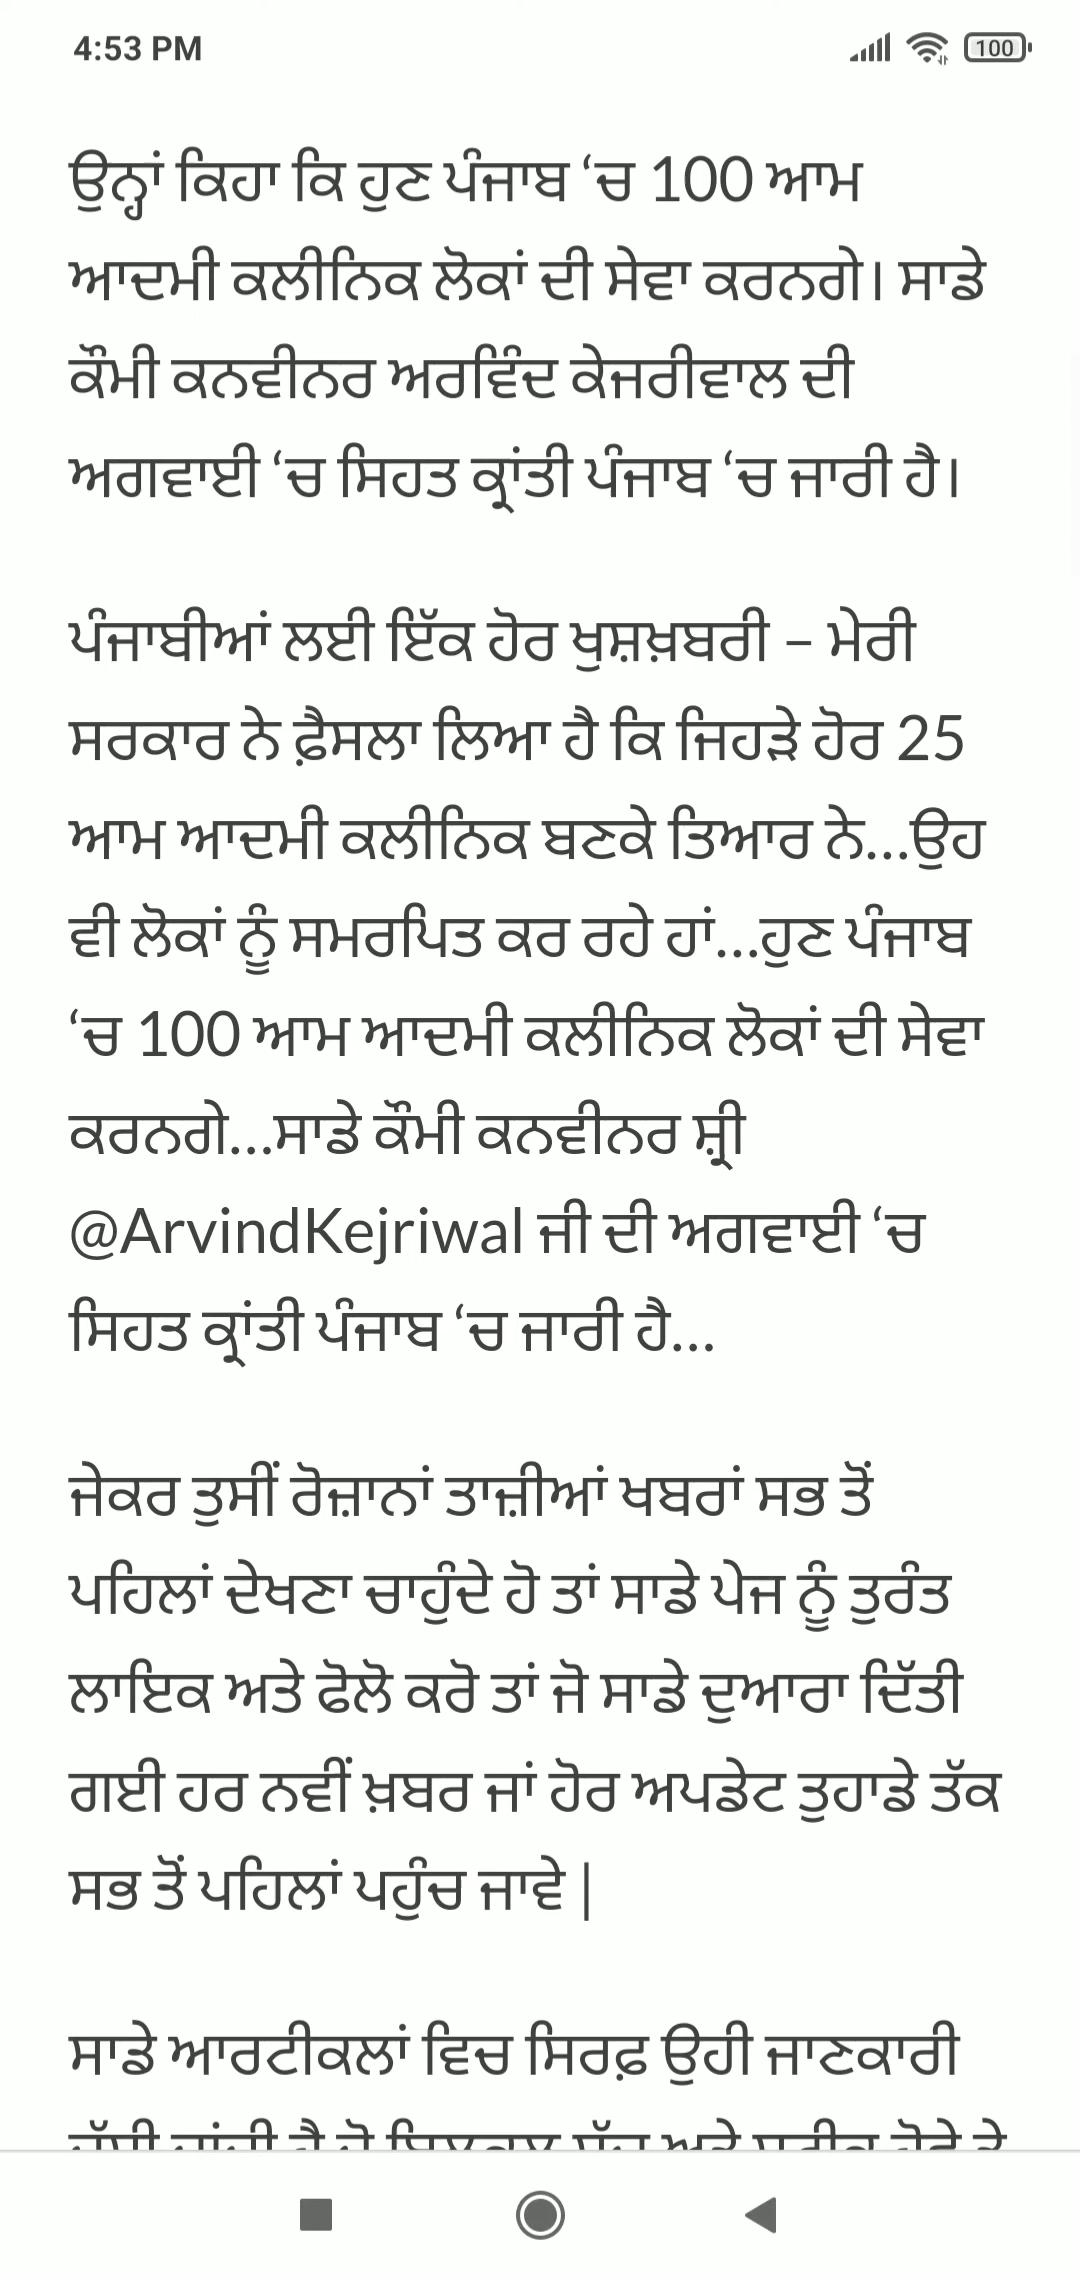 4:53 PM
100
ਉਨ੍ਹਾਂ ਕਿਹਾ ਕਿ ਹੁਣ ਪੰਜਾਬ ‘ਚ 100 ਆਮ
ਆਦਮੀ ਕਲੀਨਿਕ ਲੋਕਾਂ ਦੀ ਸੇਵਾ ਕਰਨਗੇ। ਸਾਡੇ
ਕੌਮੀ ਕਨਵੀਨਰ ਅਰਵਿੰਦ ਕੇਜਰੀਵਾਲ ਦੀ
ਅਗਵਾਈ ‘ਚ ਸਿਹਤ ਕ੍ਰਾਂਤੀ ਪੰਜਾਬ ‘ਚ ਜਾਰੀ ਹੈ।
ਪੰਜਾਬੀਆਂ ਲਈ ਇੱਕ ਹੋਰ ਖੁਸ਼ਖ਼ਬਰੀ – ਮੇਰੀ
ਸਰਕਾਰ ਨੇ ਫ਼ੈਸਲਾ ਲਿਆ ਹੈ ਕਿ ਜਿਹੜੇ ਹੋਰ 25
ਆਮ ਆਦਮੀ ਕਲੀਨਿਕ ਬਣਕੇ ਤਿਆਰ ਨੇ…ਉਹ
ਵੀ ਲੋਕਾਂ ਨੂੰ ਸਮਰਪਿਤ ਕਰ ਰਹੇ ਹਾਂ…ਹੁਣ ਪੰਜਾਬ
‘ਚ 100 ਆਮ ਆਦਮੀ ਕਲੀਨਿਕ ਲੋਕਾਂ ਦੀ ਸੇਵਾ
ਕਰਨਗੇ…ਸਾਡੇ ਕੌਮੀ ਕਨਵੀਨਰ ਸ਼੍ਰੀ
@ArvindKejriwal ਜੀ ਦੀ ਅਗਵਾਈ ‘ਚ
ਸਿਹਤ ਕ੍ਰਾਂਤੀ ਪੰਜਾਬ ‘ਚ ਜਾਰੀ ਹੈ…
ਜੇਕਰ ਤੁਸੀਂ ਰੋਜ਼ਾਨਾਂ ਤਾਜ਼ੀਆਂ ਖਬਰਾਂ ਸਭ ਤੋਂ
ਪਹਿਲਾਂ ਦੇਖਣਾ ਚਾਹੁੰਦੇ ਹੋ ਤਾਂ ਸਾਡੇ ਪੇਜ ਨੂੰ ਤੁਰੰਤ
ਲਾਇਕ ਅਤੇ ਫੋਲੋ ਕਰੋ ਤਾਂ ਜੋ ਸਾਡੇ ਦੁਆਰਾ ਦਿੱਤੀ
ਗਈ ਹਰ ਨਵੀਂ ਖ਼ਬਰ ਜਾਂ ਹੋਰ ਅਪਡੇਟ ਤੁਹਾਡੇ ਤੱਕ
ਸਭ ਤੋਂ ਪਹਿਲਾਂ ਪਹੁੰਚ ਜਾਵੇ |
ਸਾਡੇ ਆਰਟੀਕਲਾਂ ਵਿਚ ਸਿਰਫ਼ ਉਹੀ ਜਾਣਕਾਰੀ